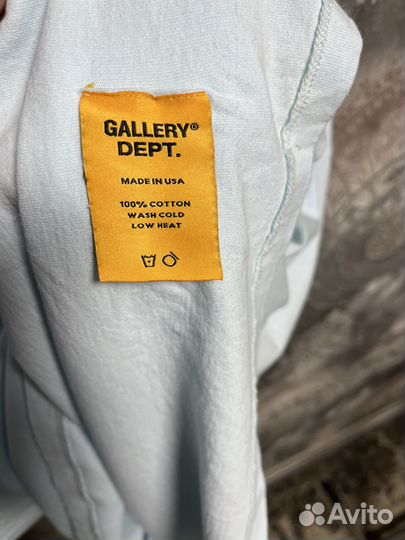 GALLERY®
DEPT.
MADE IN USA
100% COTTON
WASH COLD
LOW HEAT
Avito